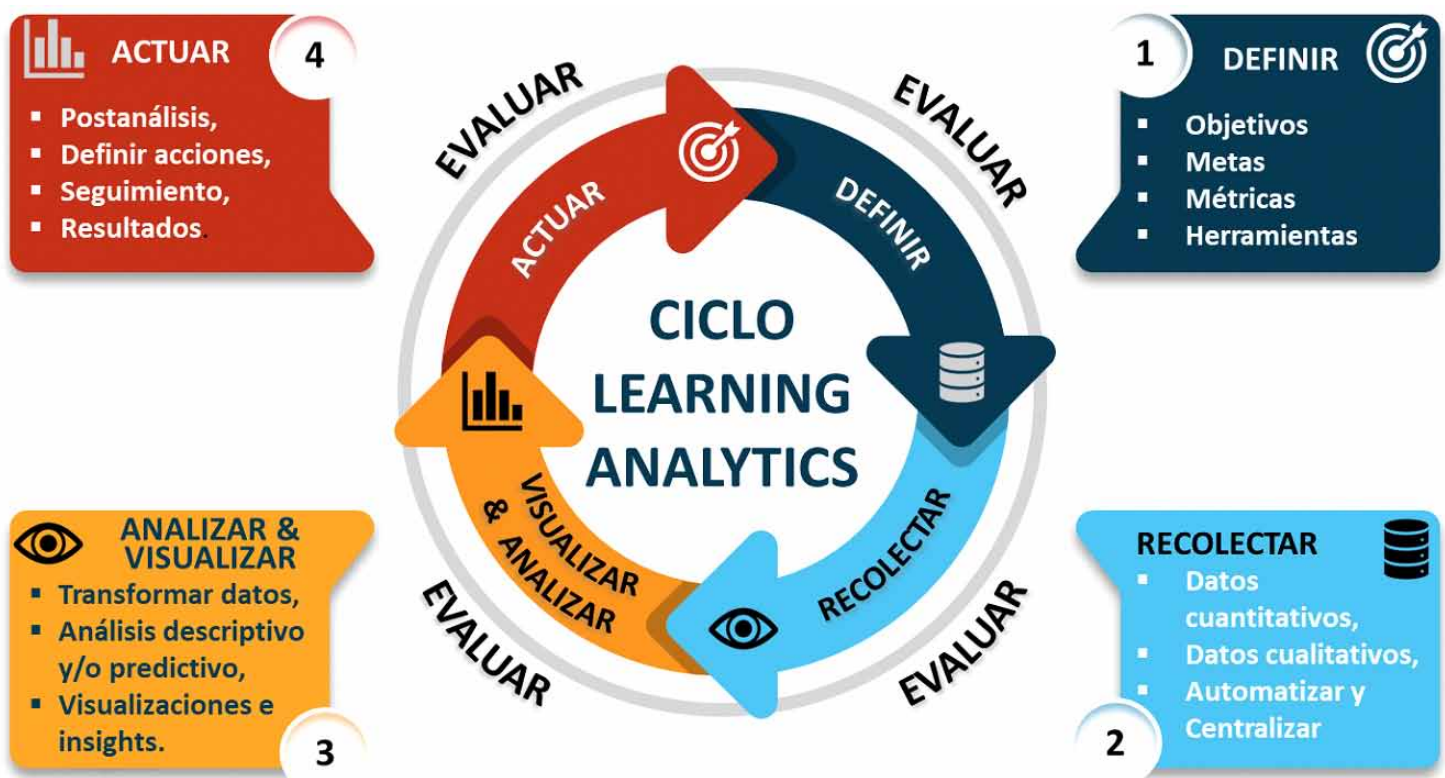 4
ACTUAR
▪ Postanálisis,
▪ Definir acciones,
▪ Seguimiento,
▪ Resultados.
1
DEFINIR
▪ Objetivos
▪ Metas
▪ Métricas
▪ Herramientas
EVALUAR
EVALUAR
EVALUAR
EVALUAR
ACTUAR
DEFINIR
RECOLECTAR
VISUALIZAR
& ANALIZAR
CICLO
LEARNING
ANALYTICS
ANALIZAR &
VISUALIZAR
▪ Transformar datos,
▪ Análisis descriptivo
y/o predictivo,
▪ Visualizaciones e
insights.
3
RECOLECTAR
▪ Datos
cuantitativos,
▪ Datos cualitativos,
▪ Automatizar y
Centralizar
2